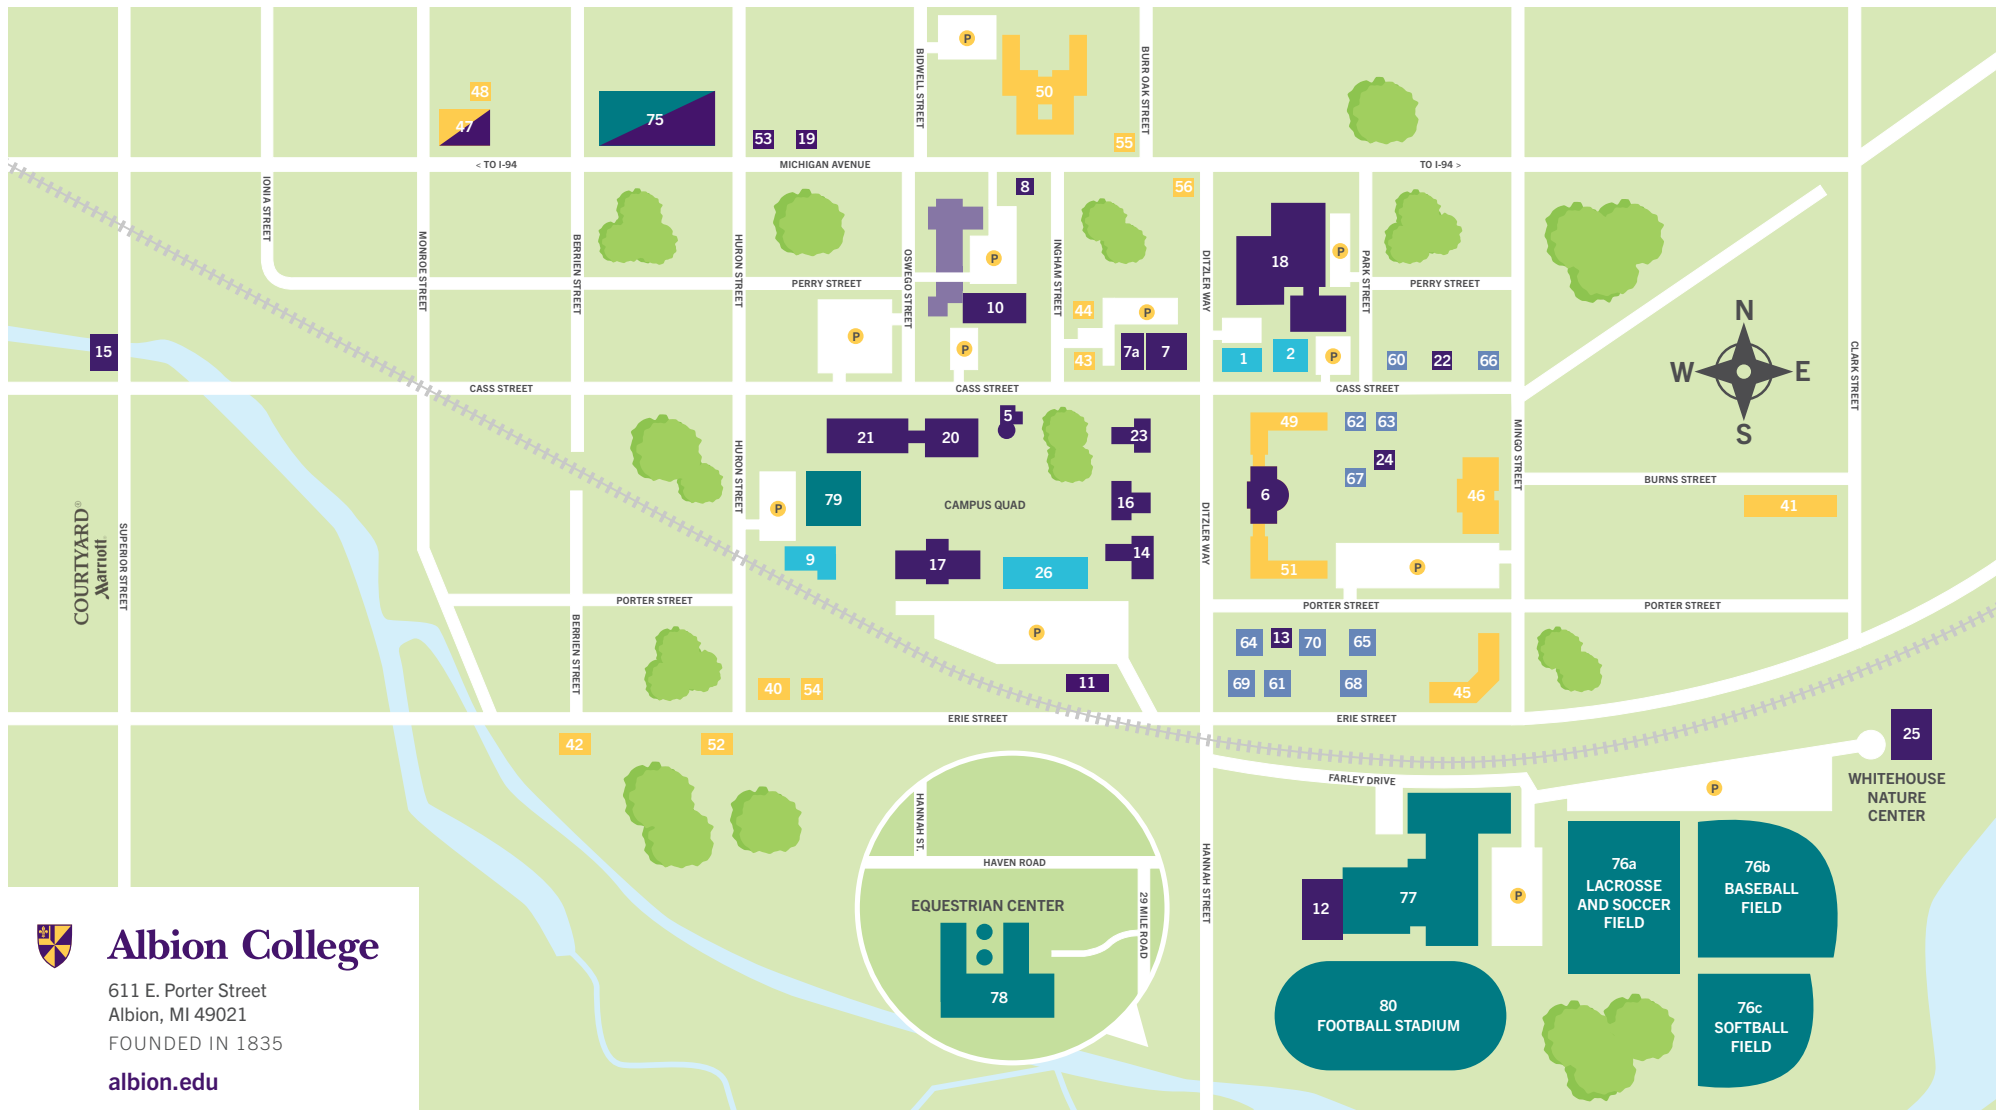 P
BIDWELL STREET
50
BURR OAK STREET
48
47
75
53
19
55
< TO I-94
MICHIGAN AVENUE
TO I-94 >
IONIA STREET
MONROE STREET
BERRIEN STREET
HURON STREET
OSWEGO STREET
INGHAM STREET
DITZLER WAY
PARK STREET
8
56
P
18
P
PERRY STREET
PERRY STREET
10
44
P
P
P
43
7a
7
1
2
P
60
22
66
15
N
W
E
S
CLARK STREET
CASS STREET
CASS STREET
CASS STREET
21
20
5
23
49
62
63
24
67
HURON STREET
P
79
CAMPUS QUAD
16
6
46
MINGO STREET
BURNS STREET
41
COURTYARD®
Marriott
SUPERIOR STREET
DITZLER WAY
9
17
26
14
51
P
PORTER STREET
PORTER STREET
PORTER STREET
BERRIEN STREET
P
64
13
70
65
40
54
11
69
61
68
45
ERIE STREET
ERIE STREET
42
52
25
WHITEHOUSE
NATURE
CENTER
FARLEY DRIVE
P
HANNAH ST.
HAVEN ROAD
29 MILE ROAD
EQUESTRIAN CENTER
78
HANNAH STREET
12
77
P
76a
LACROSSE
AND SOCCER
FIELD
76b
BASEBALL
FIELD
80
FOOTBALL STADIUM
76c
SOFTBALL
FIELD
Albion College
611 E. Porter Street
Albion, MI 49021
FOUNDED IN 1835
albion.edu